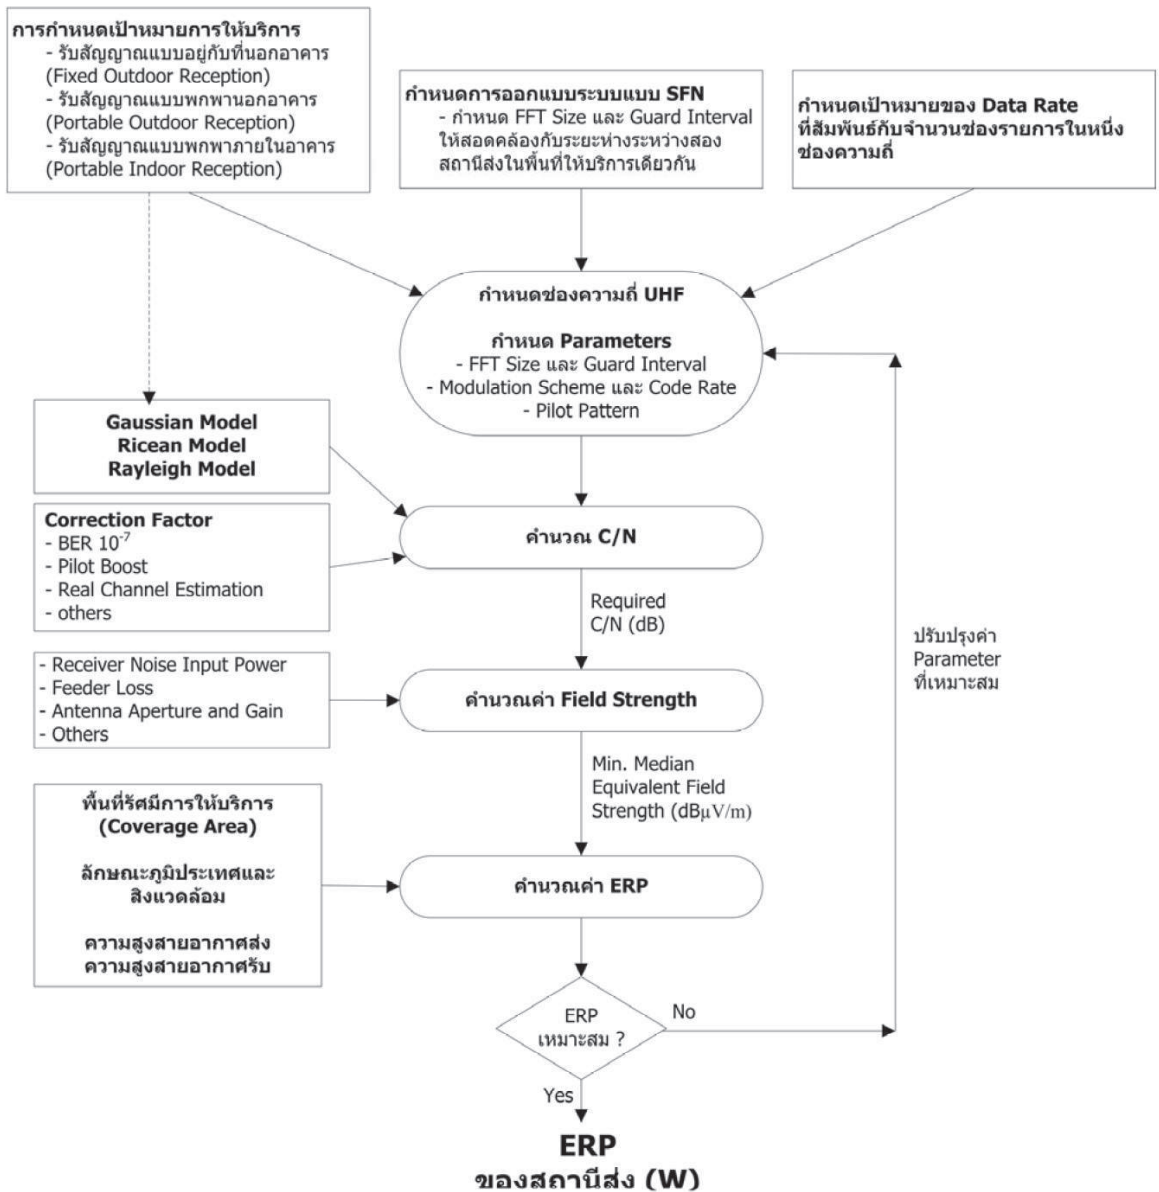 การกำหนดเป้าหมายการให้บริการ
- รับสัญญาณแบบอยู่กับที่นอกอาคาร
(Fixed Outdoor Reception)
- รับสัญญาณแบบพกพานอกอาคาร
(Portable Outdoor Reception)
- รับสัญญาณแบบพกพาภายในอาคาร
(Portable Indoor Reception)
กำหนดการออกแบบระบบแบบ SFN
- กำหนด FFT Size และ Guard Interval
ให้สอดคล้องกับระยะห่างระหว่างสอง
สถานีส่งในพื้นที่ให้บริการเดียวกัน
กำหนดเป้าหมายของ Data Rate
ที่สัมพันธ์กับจำนวนช่องรายการในหนึ่ง
ช่องความถี่
กำหนดช่องความถี่ UHF
กำหนด Parameters
- FFT Size และ Guard Interval
- Modulation Scheme และ Code Rate
- Pilot Pattern
Gaussian Model
Ricean Model
Rayleigh Model
Correction Factor
- BER 10-7
- Pilot Boost
- Real Channel Estimation
- others
คำนวณ C/N
Required
C/N (dB)
ปรับปรุงค่า
Parameter
ที่เหมาะสม
- Receiver Noise Input Power
- Feeder Loss
- Antenna Aperture and Gain
- Others
คำนวณค่า Field Strength
Min. Median
Equivalent Field
Strength (dBµV/m)
พื้นที่รัศมีการให้บริการ
(Coverage Area)
ลักษณะภูมิประเทศและ
สิ่งแวดล้อม
ความสูงสายอากาศส่ง
ความสูงสายอากาศรับ
คำนวณค่า ERP
ERP
เหมาะสม ?
No
Yes
ERP
ของสถานีส่ง (W)